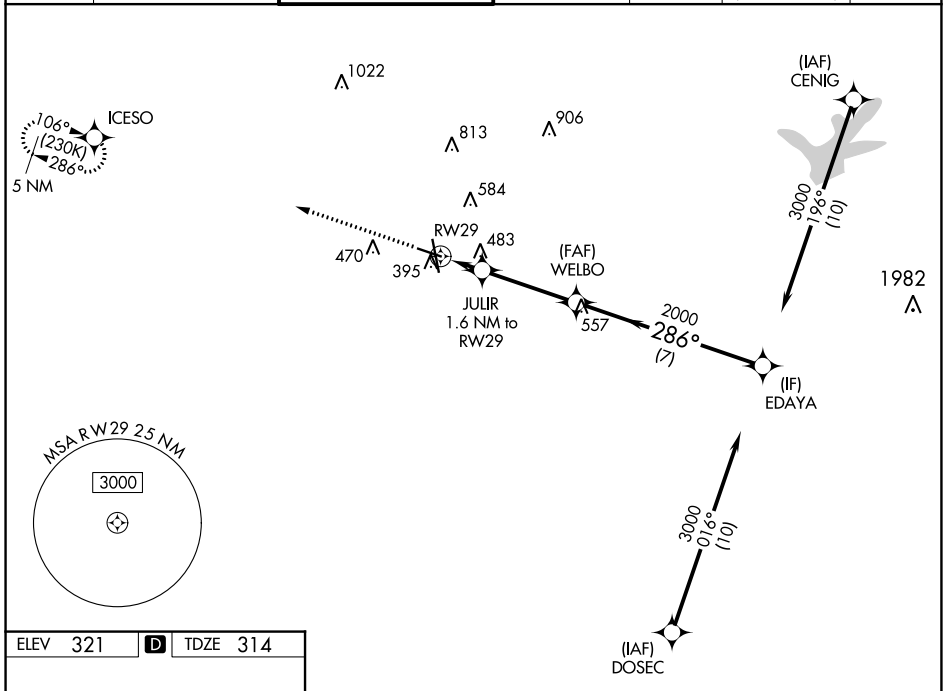 1022
(IAF)
CENIG
ICESO
106°
(230K)
286°
5 NM
813
906
584
3000
196°
(10)
RW29
483
470
395
(FAF)
WELBO
1982
JULIR
1.6 NM to
RW29
557
2000
286°
(7)
(IF)
EDAYA
MSA RW29 25 NM
3000
3000
016°
(10)
(IAF)
DOSEC
ELEV 321 D TDZE 314